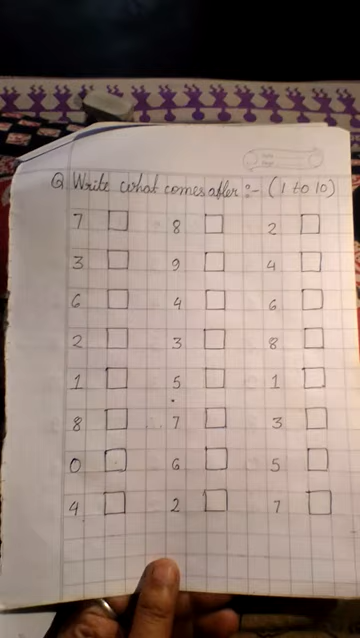 Q. Write what comes after :- (1 to 10)
7 8 2
3 9 4
6 4 6
2 3 8
1 5 1
8 7 3
0 6 5
4 2 7